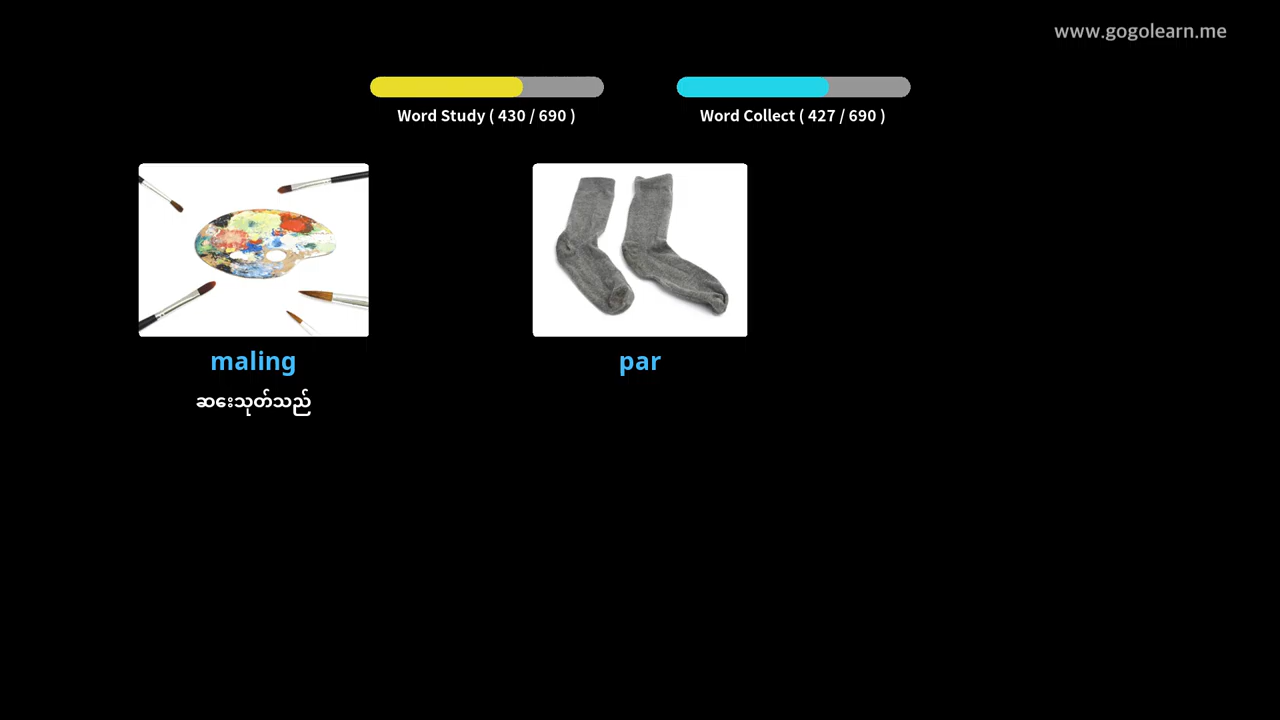 www.gogolearn.me
Word Study ( 430 / 690 )
Word Collect ( 427 / 690 )
maling
par
ဆေးသုတ်သည်